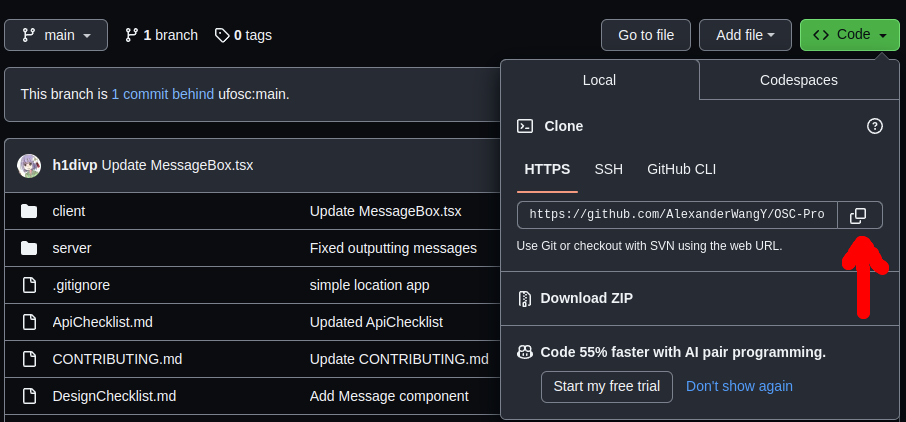 main
1 branch
0 tags
Go to file
Add file
Code
This branch is 1 commit behind ufosc:main.
h1divp Update MessageBox.tsx
client Update MessageBox.tsx
server Fixed outputting messages
.gitignore simple location app
ApiChecklist.md Updated ApiChecklist
CONTRIBUTING.md Update CONTRIBUTING.md
DesignChecklist.md Add Message component
Local
Codespaces
Clone
HTTPS SSH GitHub CLI
https://github.com/AlexanderWangY/OSC-Pro
Use Git or checkout with SVN using the web URL.
Download ZIP
Code 55% faster with AI pair programming.
Start my free trial
Don't show again